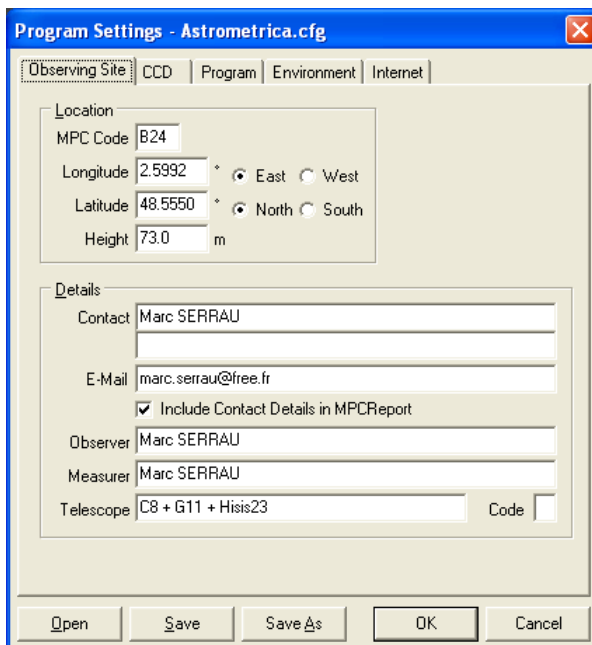 Program Settings - Astrometrica.cfg
Observing Site CCD Program Environment Internet
Location
MPC Code B24
Longitude 2.5992 ° East West
Latitude 48.5550 ° North South
Height 73.0 m
Details
Contact Marc SERRAU
E-Mail marc.serrau@free.fr
Include Contact Details in MPCReport
Observer Marc SERRAU
Measurer Marc SERRAU
Telescope C8 + G11 + Hisis23 Code
Open Save Save As OK Cancel